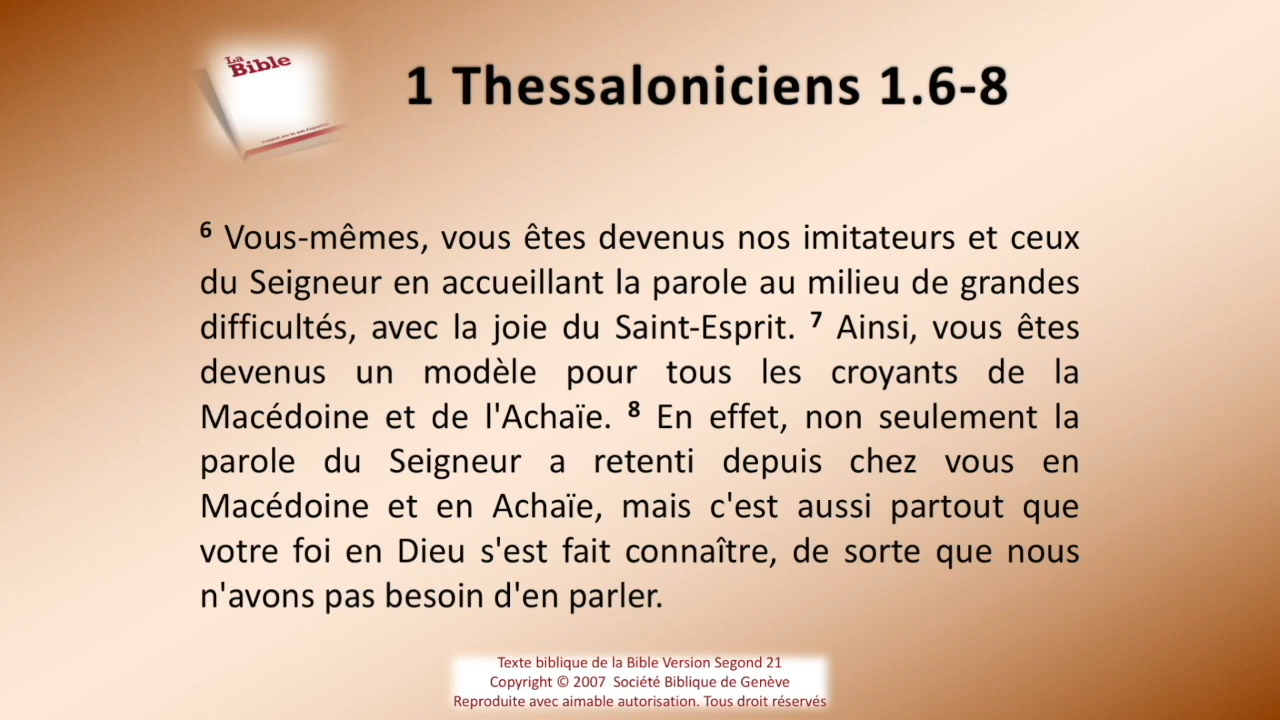 La
Bible
1 Thessaloniciens 1.6-8
6 Vous-mêmes, vous êtes devenus nos imitateurs et ceux
du Seigneur en accueillant la parole au milieu de grandes
difficultés, avec la joie du Saint-Esprit. 7 Ainsi, vous êtes
devenus un modèle pour tous les croyants de la
Macédoine et de l'Achaïe. 8 En effet, non seulement la
parole du Seigneur a retenti depuis chez vous en
Macédoine et en Achaïe, mais c'est aussi partout que
votre foi en Dieu s'est fait connaître, de sorte que nous
n'avons pas besoin d'en parler.
Texte biblique de la Bible Version Segond 21
Copyright © 2007 Société Biblique de Genève
Reproduite avec aimable autorisation. Tous droit réservés